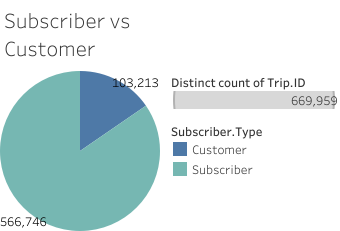 Subscriber vs
Customer
103,213
566,746
Distinct count of Trip.ID
669,959
Subscriber.Type
Customer
Subscriber